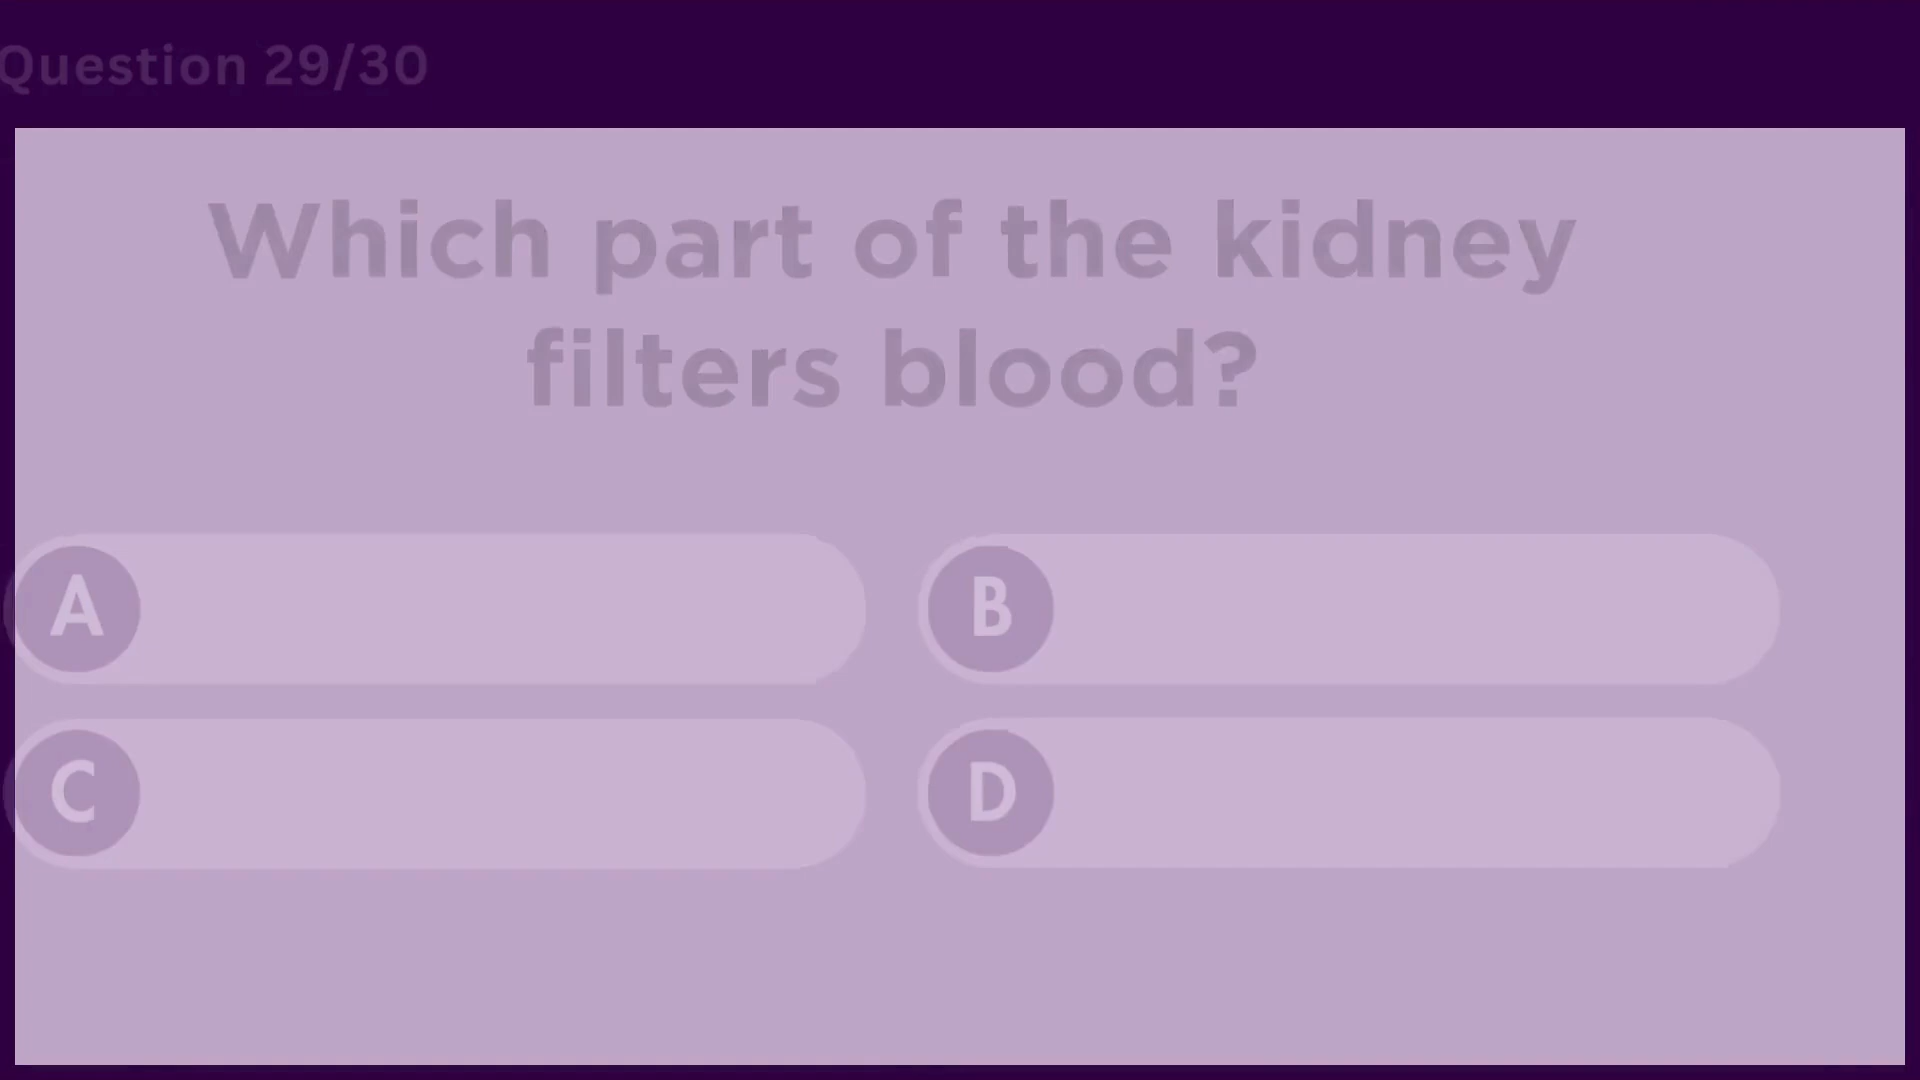 Question 29/30
Which part of the kidney
filters blood?
A
B
C
D